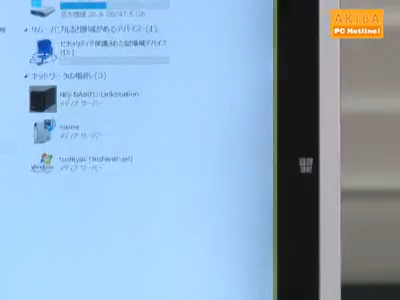 AKIBA
PC Hotline!
空き領域 26.9 GB/47.5 GB
リムーバブル記憶域があるデバイス (1)
セキュリティで保護された記憶域デバイス
ネットワークの場所 (3)
メディア サーバー
nasne
メディア サーバー
メディア サーバー